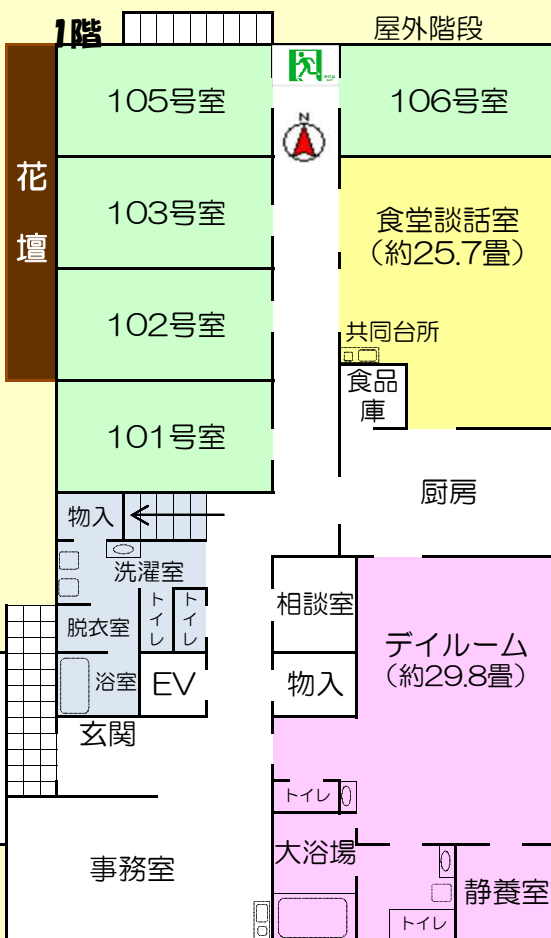 1階
屋外階段
105号室
106号室
N
花壇
103号室
食堂談話室
（約25.7畳）
102号室
共同台所
食品
庫
101号室
厨房
物入
洗濯室
トイレ
トイレ
相談室
脱衣室
デイルーム
（約29.8畳）
浴室
EV
物入
玄関
トイレ
大浴場
事務室
静養室
トイレ